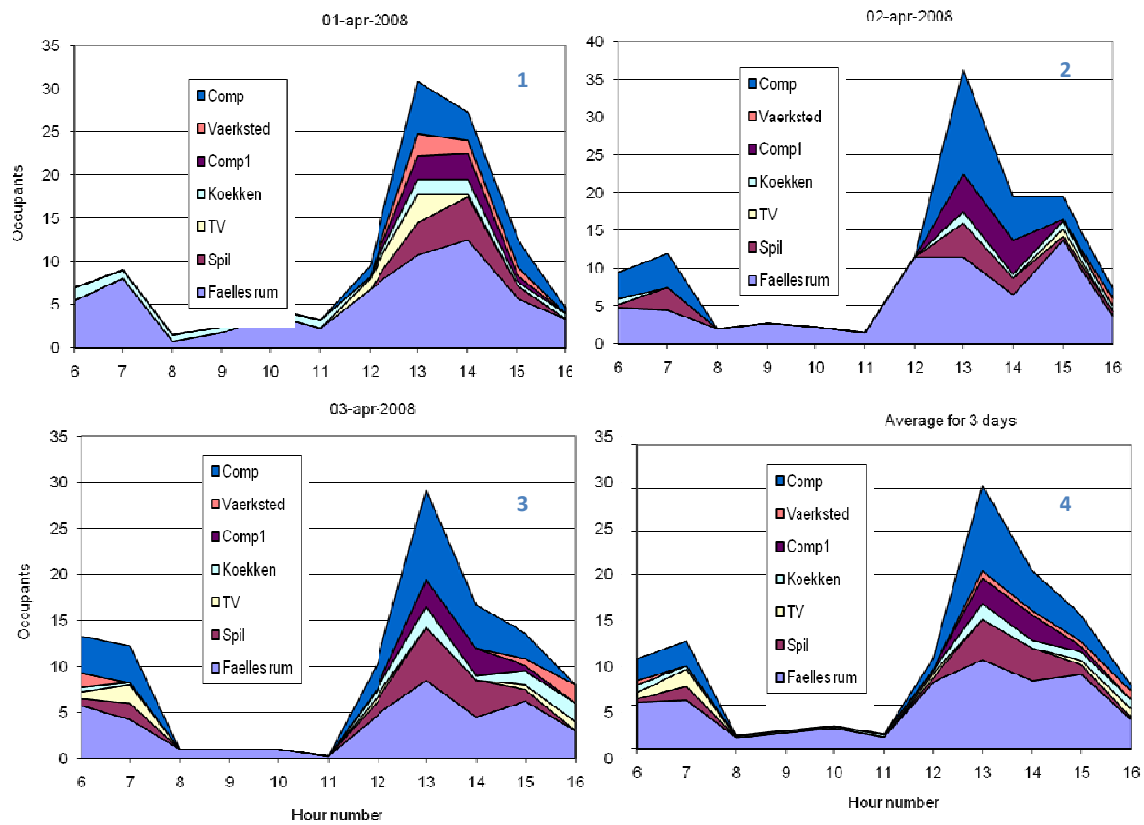 01-apr-2008
35
30
25
20
15
10
5
0
Occupants
1
Comp
Vaerksted
Comp1
Koekken
TV
Spil
Faelles rum
6 7 8 9 10 11 12 13 14 15 16
02-apr-2008
40
35
30
25
20
15
10
5
0
2
Comp
Vaerksted
Comp1
Koekken
TV
Spil
Faelles rum
6 7 8 9 10 11 12 13 14 15 16
03-apr-2008
35
30
25
20
15
10
5
0
Occupants
3
Comp
Vaerksted
Comp1
Koekken
TV
Spil
Faelles rum
6 7 8 9 10 11 12 13 14 15 16
Hour number
Average for 3 days
35
30
25
20
15
10
5
0
4
Comp
Vaerksted
Comp1
Koekken
TV
Spil
Faelles rum
6 7 8 9 10 11 12 13 14 15 16
Hour number